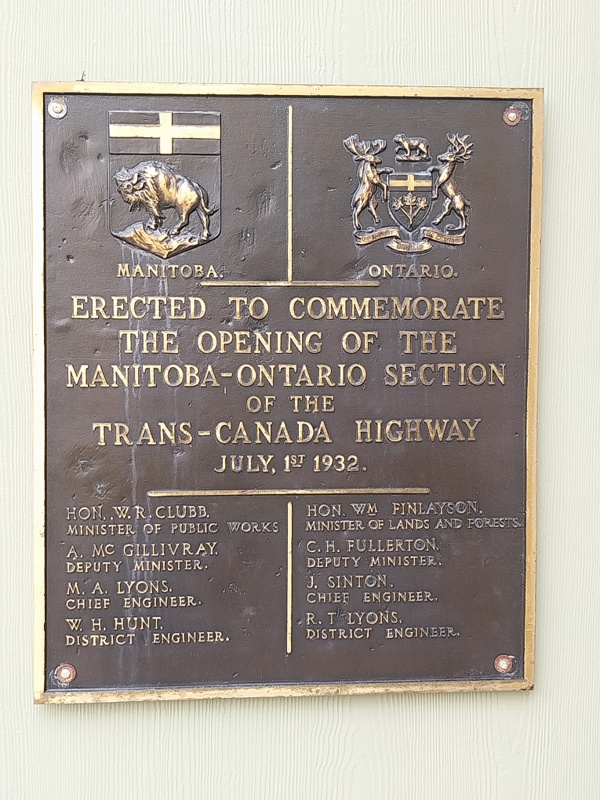 MANITOBA.
ONTARIO.
ERECTED TO COMMEMORATE
THE OPENING OF THE
MANITOBA-ONTARIO SECTION
OF THE
TRANS-CANADA HIGHWAY
JULY, 1ST 1932.
HON. W. R. CLUBB.
MINISTER OF PUBLIC WORKS
A. MC GILLIVRAY.
DEPUTY MINISTER.
M. A. LYONS.
CHIEF ENGINEER.
W. H. HUNT.
DISTRICT ENGINEER.
HON. WM FINLAYSON.
MINISTER OF LANDS AND FORESTS.
C. H. FULLERTON.
DEPUTY MINISTER.
J. SINTON.
CHIEF ENGINEER.
R. T. LYONS.
DISTRICT ENGINEER.